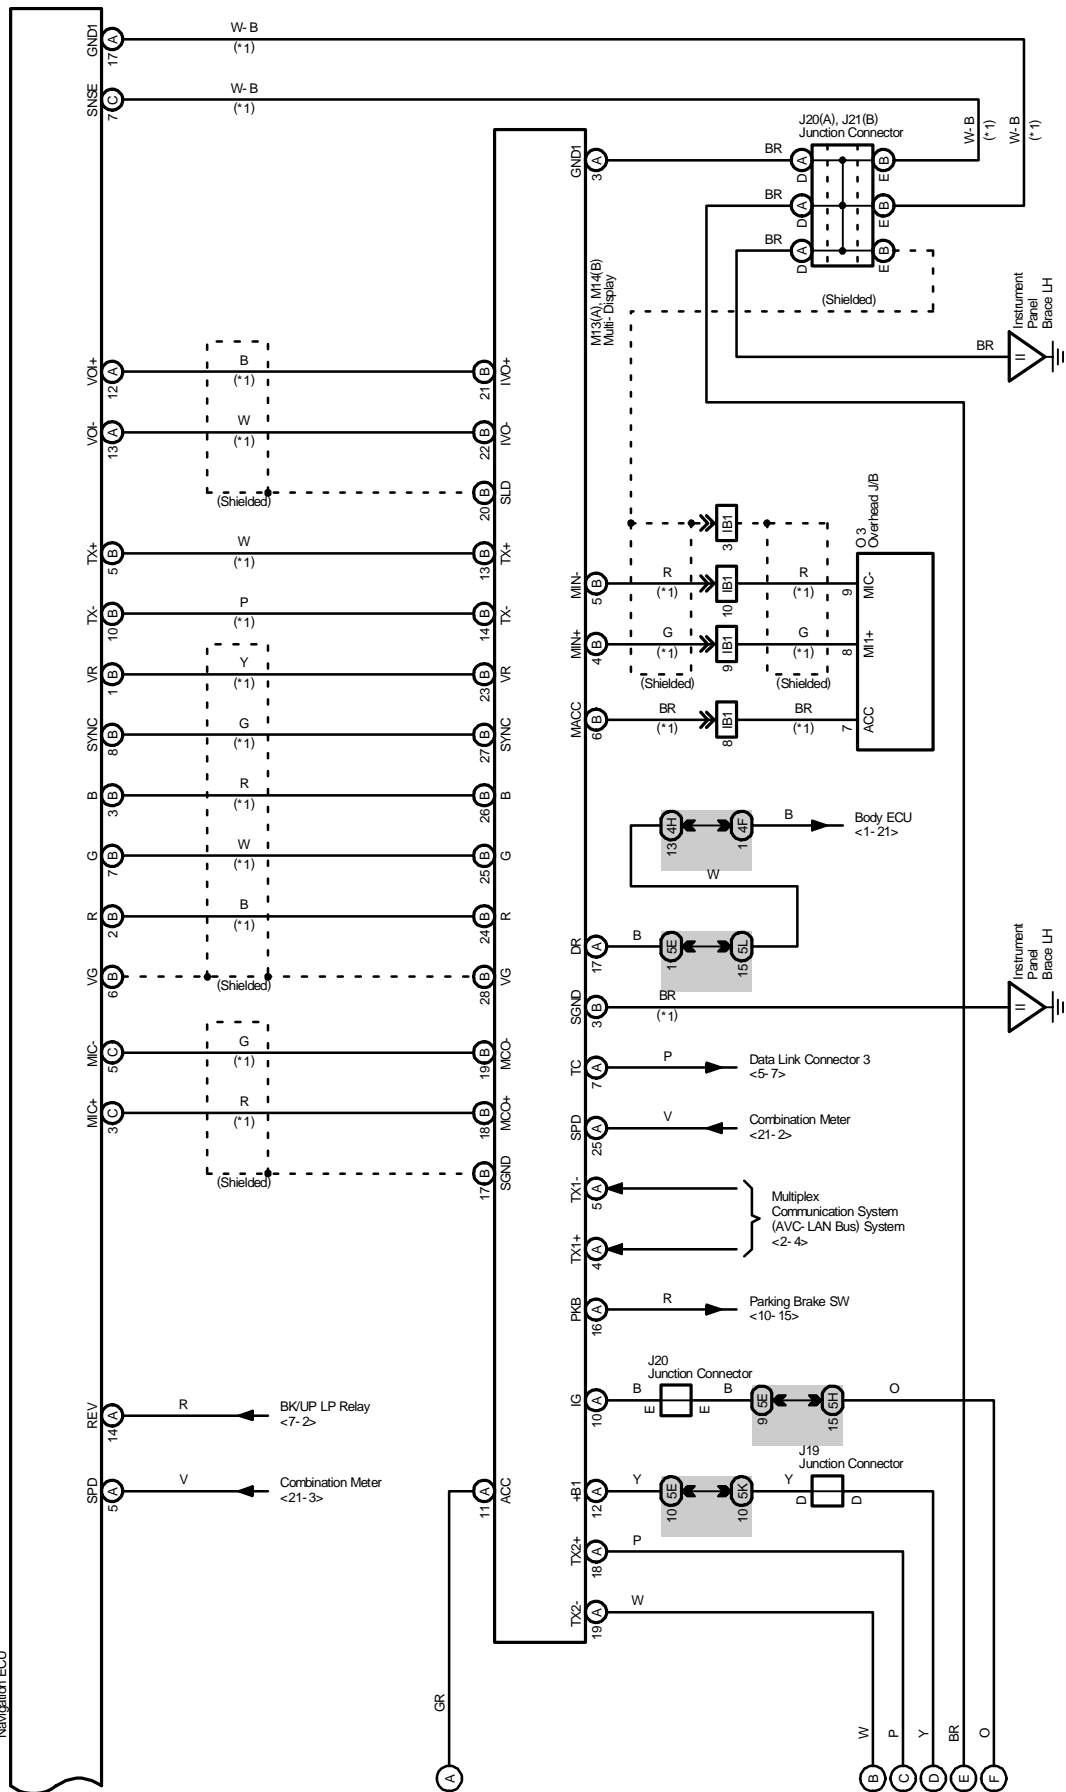 Navigation ECU
GND1
17 A
W-B
(*1)
SNSE
7 C
W-B
(*1)
W-B
(*1)
W-B
(*1)
J20(A), J21(B)
Junction Connector
GND1
3 A
BR
A D
B E
BR
A D
B E
BR
A D
B E
(Shielded)
M13(A), M14(B)
Multi-Display
BR
II
Instrument
Panel
Brace LH
VOI+
12 A
B
(*1)
21 B
IVO+
VOI-
13 A
W
(*1)
22 B
IVO-
(Shielded)
20 B
SLD
TX+
5 B
W
(*1)
13 B
TX+
TX-
10 B
P
(*1)
14 B
TX-
VR
1 B
Y
(*1)
23 B
VR
SYNC
8 B
G
(*1)
27 B
SYNC
B
3 B
R
(*1)
26 B
B
G
7 B
W
(*1)
25 B
G
R
2 B
B
(*1)
24 B
R
VG
6 B
(Shielded)
28 B
VG
MIC-
5 C
G
(*1)
19 B
MCO-
MIC+
3 C
R
(*1)
18 B
MCO+
(Shielded)
17 B
SGND
REV
14 A
R
BK/UP LP Relay
<7-2>
SPD
5 A
V
Combination Meter
<21-3>
11 A
ACC
GR
A
3 IB1
O 3
Overhead J/B
MIN-
5 B
R
(*1)
10 IB1
R
(*1)
9
MIC-
MIN+
4 B
G
(*1)
9 IB1
G
(*1)
8
MI1+
(Shielded)
(Shielded)
MACC
6 B
BR
(*1)
8 IB1
BR
(*1)
7
ACC
13 4H
1 4F
B
Body ECU
<1-21>
W
DR
17 A
B
1 5E
15 5L
SGND
3 B
BR
(*1)
II
Instrument
Panel
Brace LH
TC
7 A
P
Data Link Connector 3
<5-7>
SPD
25 A
V
Combination Meter
<21-2>
TX1-
5 A
TX1+
4 A
Multiplex
Communication System
(AVC-LAN Bus) System
<2-4>
PKB
16 A
R
Parking Brake SW
<10-15>
J20
Junction Connector
IG
10 A
B
E
E
B
9 5E
15 5H
O
J19
Junction Connector
+B1
12 A
Y
10 5E
10 5K
Y
D
D
TX2+
18 A
P
TX2-
19 A
W
W
B
P
C
Y
D
BR
E
O
F